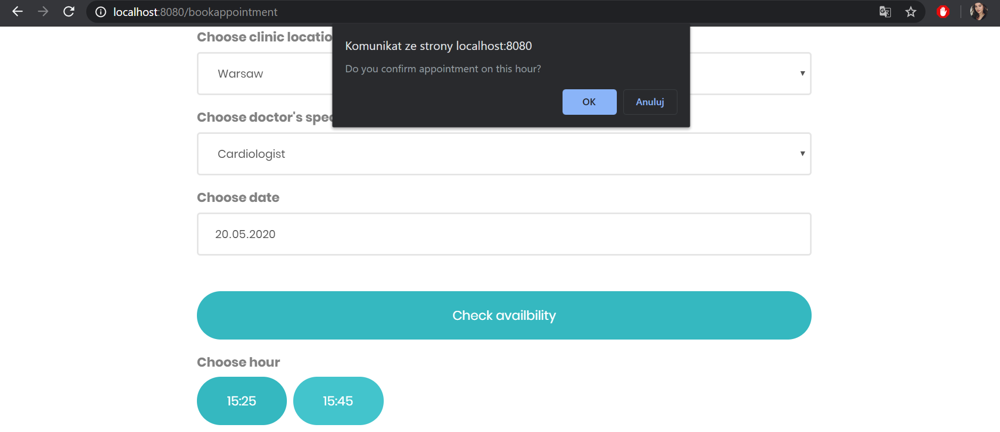 localhost:8080/bookappointment
Komunikat ze strony localhost:8080
Do you confirm appointment on this hour?
OK Anuluj
Choose clinic locatio
Warsaw
Choose doctor's spec
Cardiologist
Choose date
20.05.2020
Check availbility
Choose hour
15:25 15:45